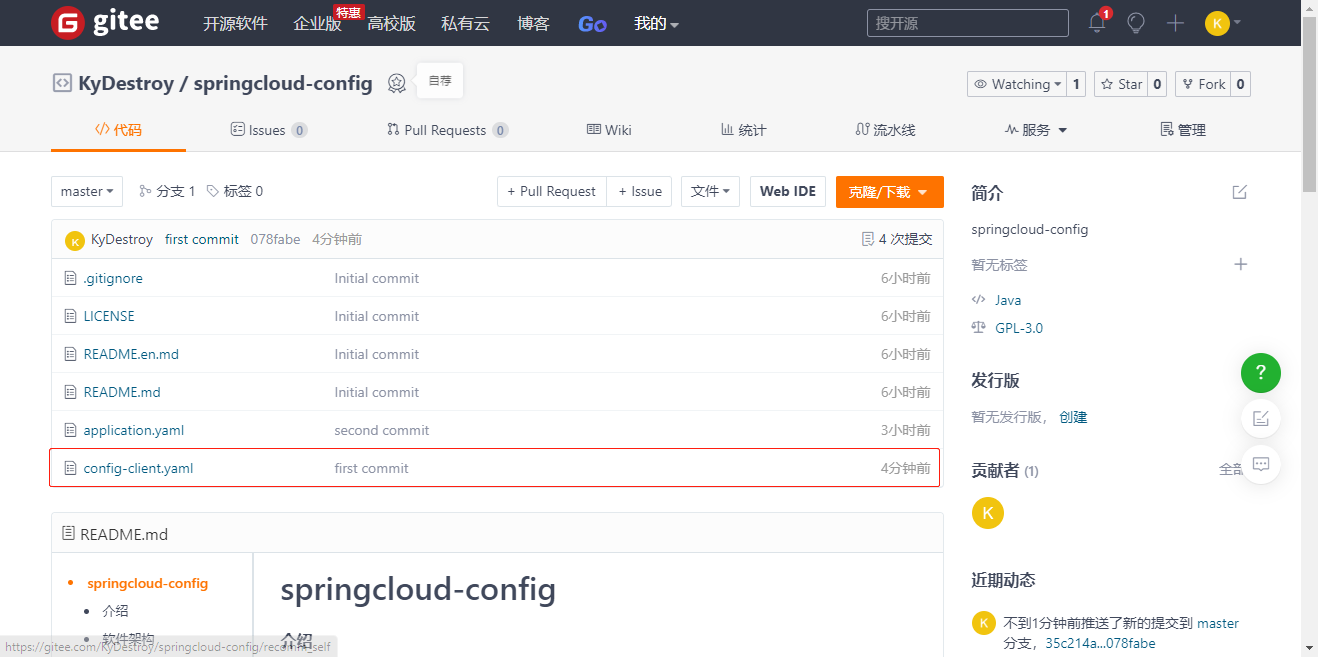 gitee 开源软件 企业版 特惠 高校版 私有云 博客 Go 我的 搜开源 1 K
KyDestroy / springcloud-config 自荐 Watching 1 Star 0 Fork 0
代码 Issues 0 Pull Requests 0 Wiki 统计 流水线 服务 管理
master 分支 1 标签 0 + Pull Request + Issue 文件 Web IDE 克隆/下载
K KyDestroy first commit 078fabe 4分钟前 4 次提交
.gitignore Initial commit 6小时前
LICENSE Initial commit 6小时前
README.en.md Initial commit 6小时前
README.md Initial commit 6小时前
application.yaml second commit 3小时前
config-client.yaml first commit 4分钟前
README.md
springcloud-config
介绍
软件架构
springcloud-config
介绍
简介
springcloud-config
暂无标签
Java
GPL-3.0
发行版
暂无发行版， 创建
贡献者 (1) 全部
K
近期动态
K 不到1分钟前推送了新的提交到 master
分支， 35c214a...078fabe
?
https://gitee.com/KyDestroy/springcloud-config/recomm_self